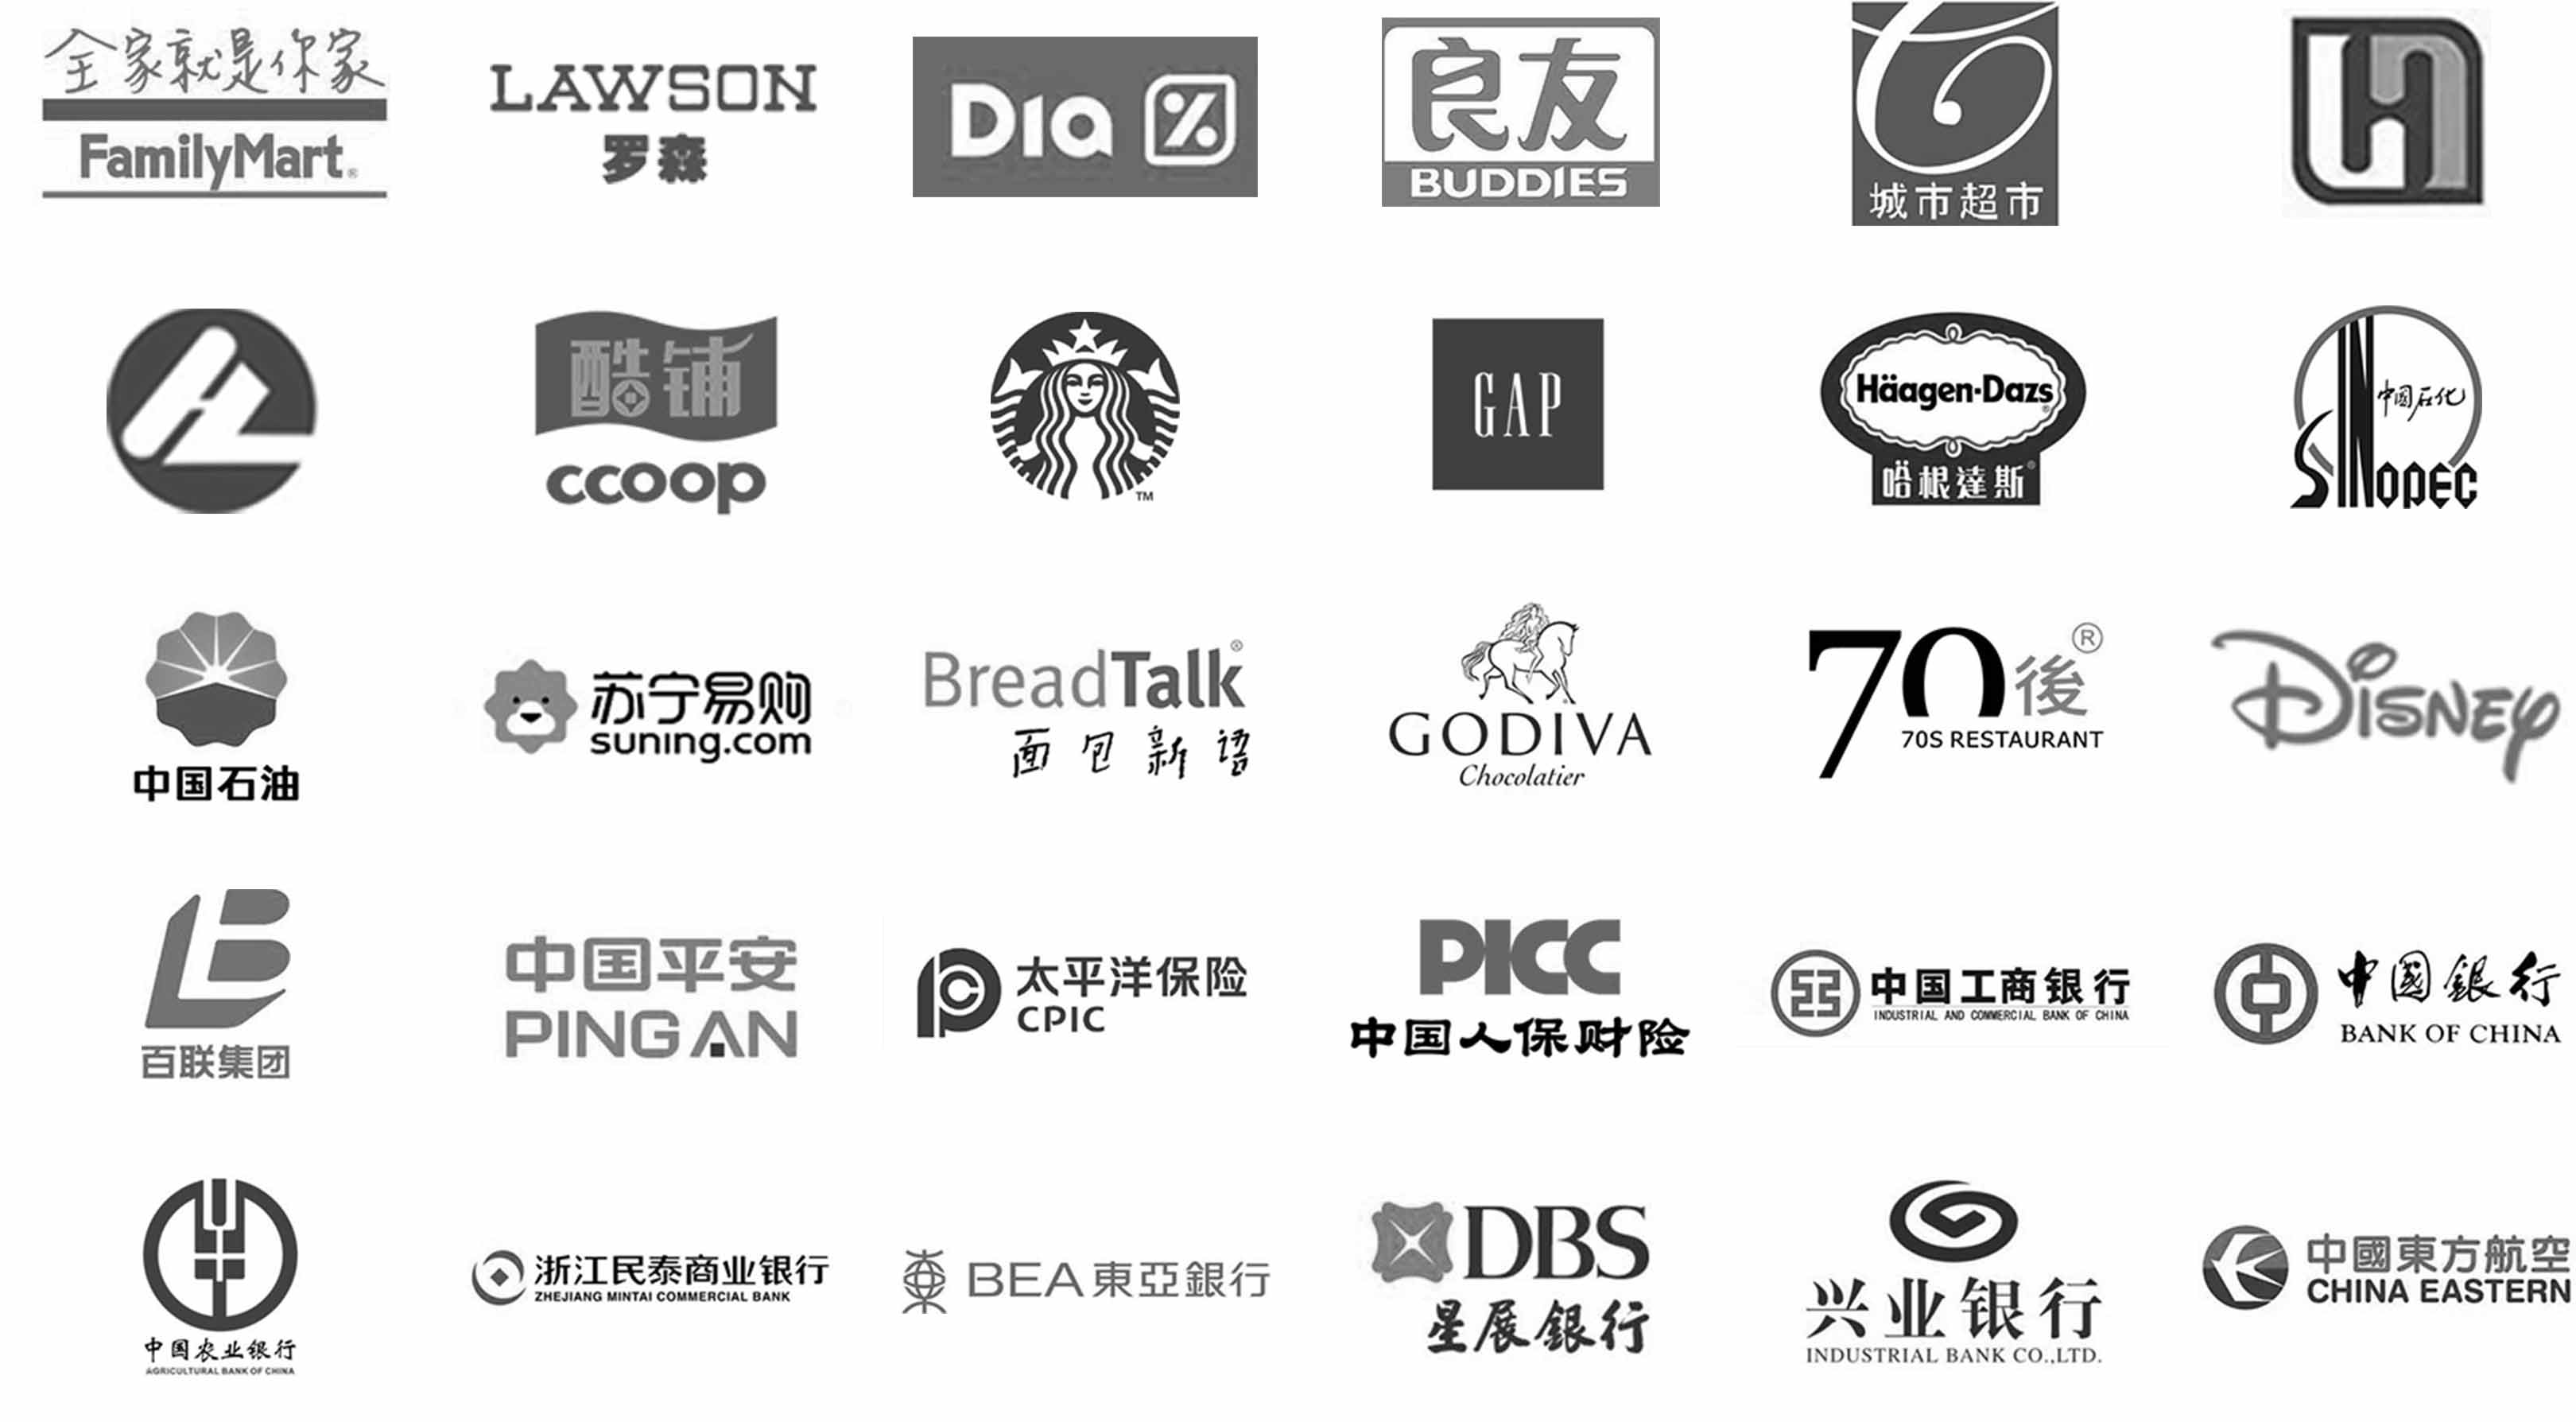 全家就是你家
FamilyMart®
LAWSON
罗森
Dia %
良友
BUDDIES
城市超市
酷铺
ccoop
TM
GAP
Häagen-Dazs®
哈根達斯®
中国石化
SINOPEC
中国石油
苏宁易购
suning.com
BreadTalk®
面包新语
GODIVA
Chocolatier
70後®
70S RESTAURANT
Disney
百联集团
中国平安
PING AN
太平洋保险
CPIC
PICC
中国人保财险
中国工商银行
INDUSTRIAL AND COMMERCIAL BANK OF CHINA
中國銀行
BANK OF CHINA
中国农业银行
AGRICULTURAL BANK OF CHINA
浙江民泰商业银行
ZHEJIANG MINTAI COMMERCIAL BANK
BEA東亞銀行
DBS
星展銀行
兴业银行
INDUSTRIAL BANK CO.,LTD.
中國東方航空
CHINA EASTERN